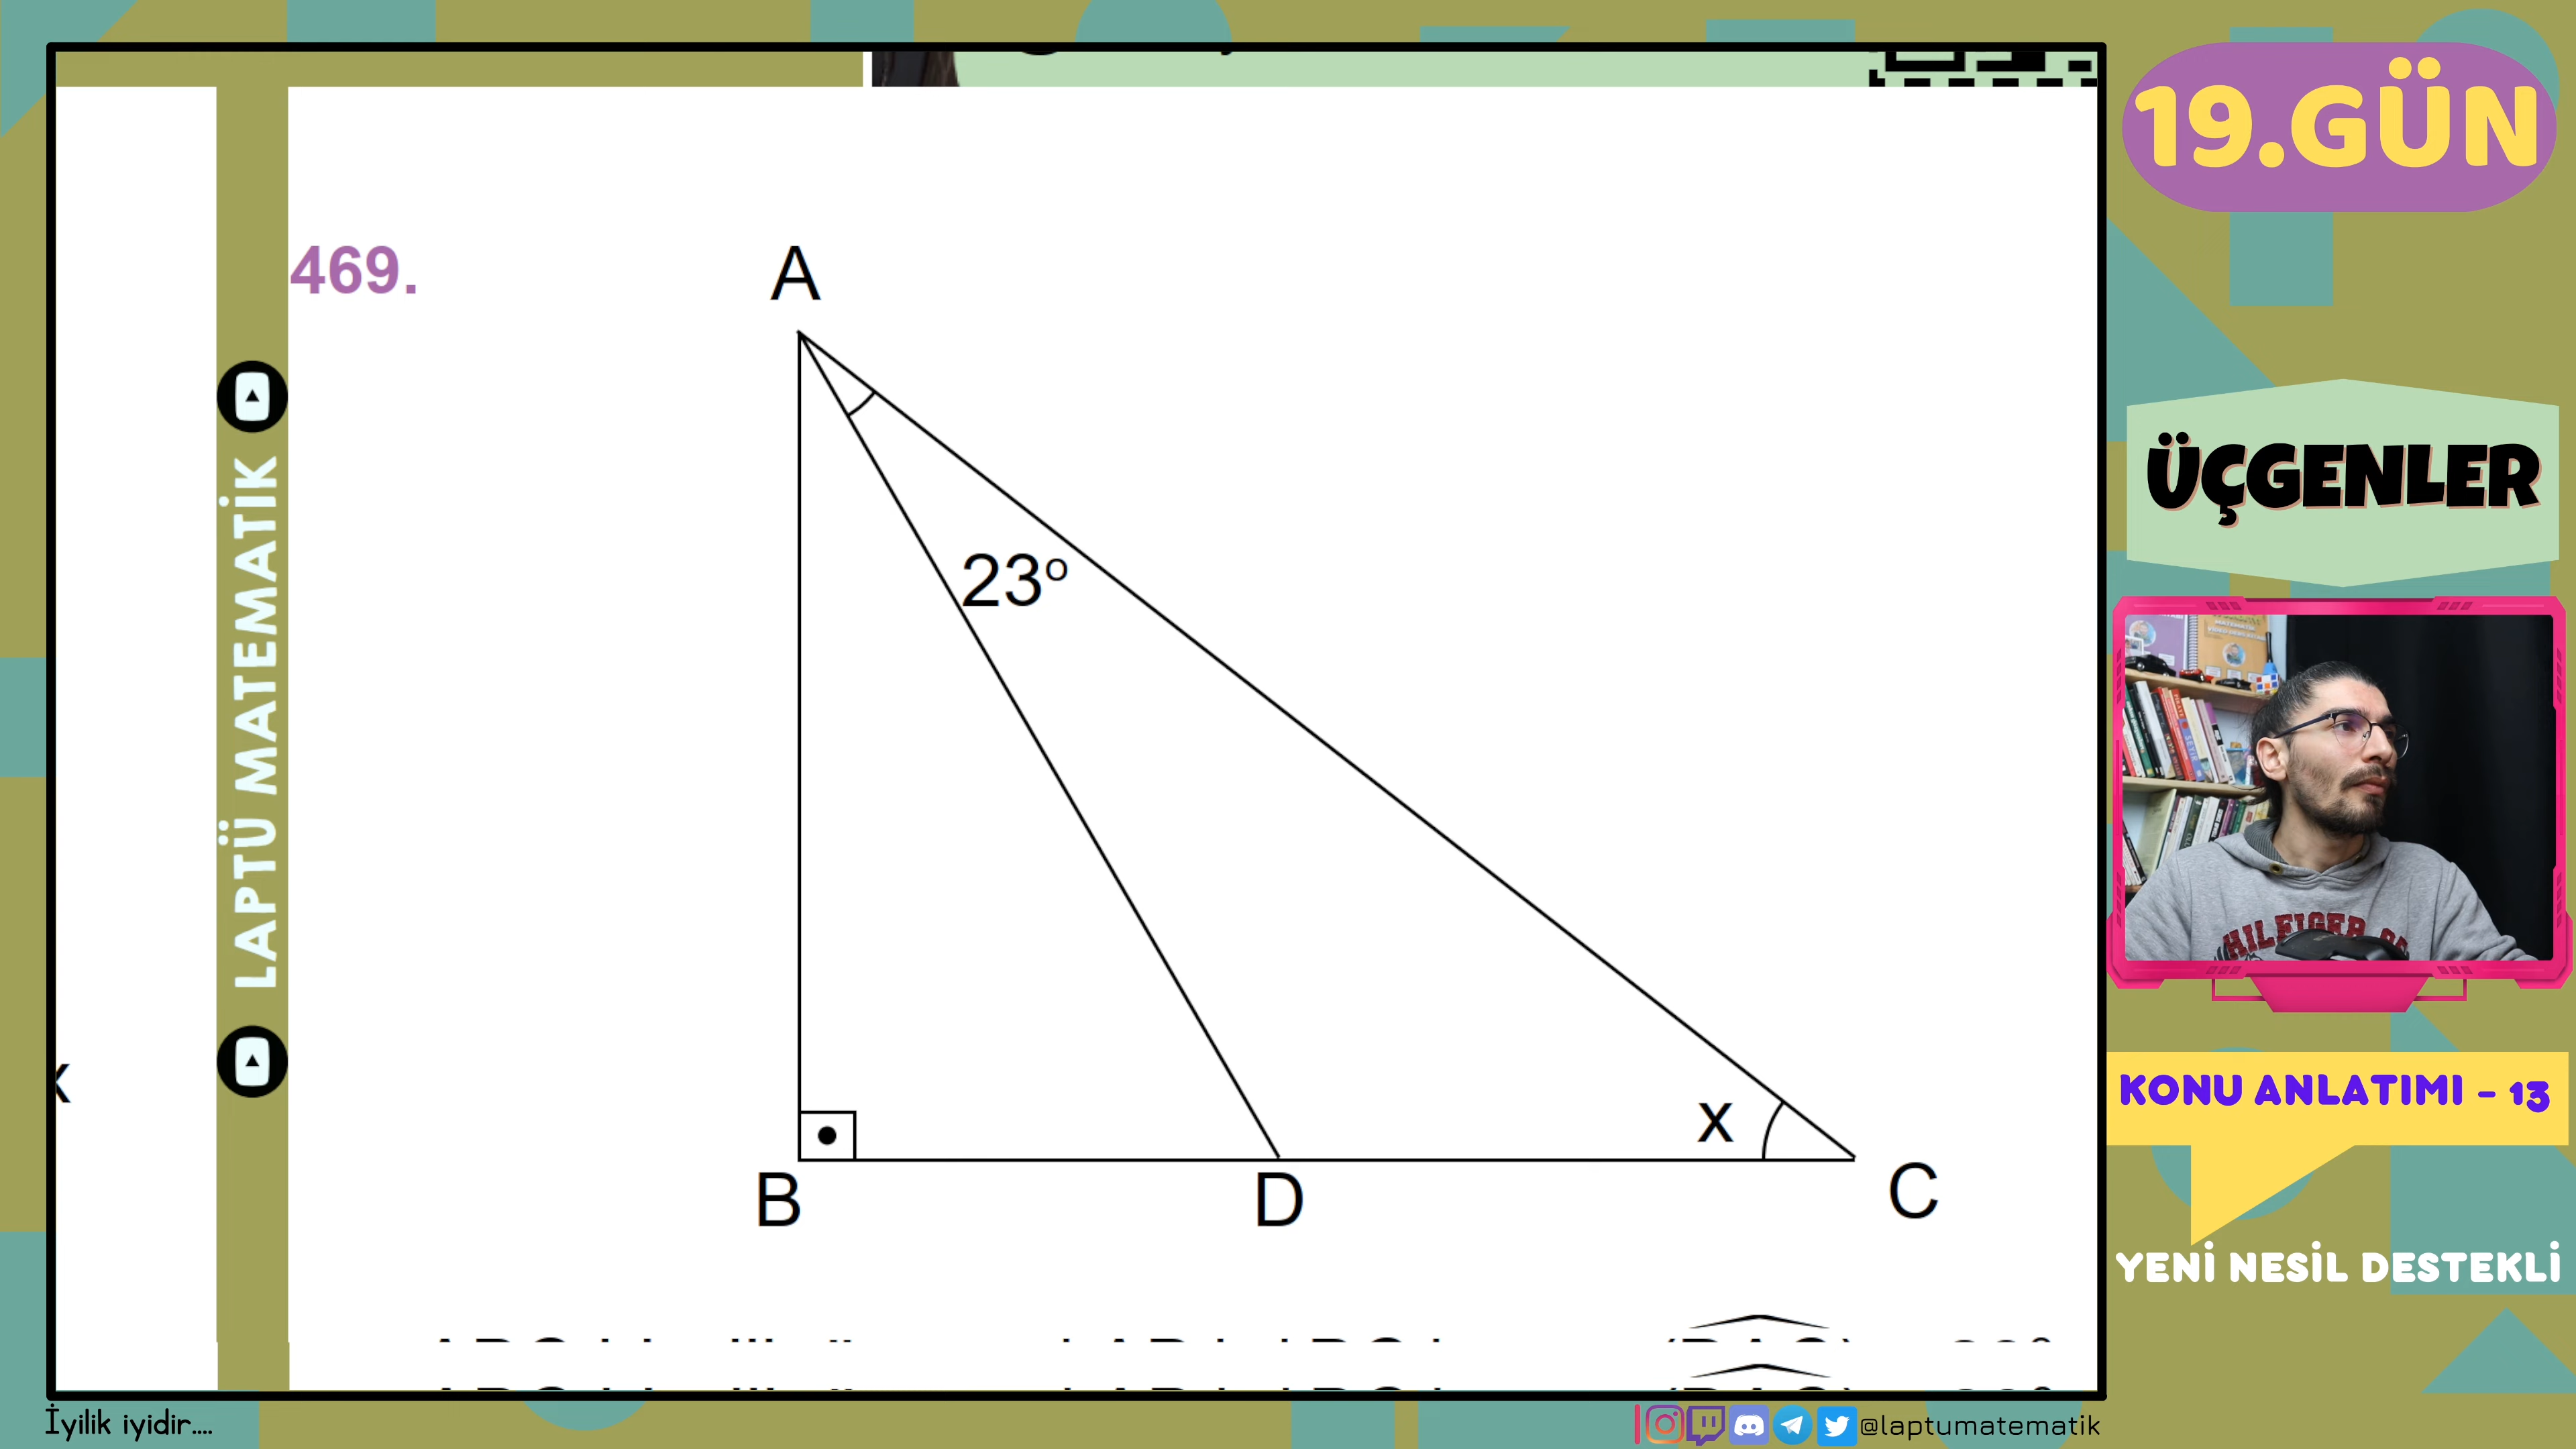 19.GÜN
469.
A
23°
x
B
D
C
x
LAPTÜ MATEMATİK
ÜÇGENLER
KONU ANLATIMI - 13
YENİ NESİL DESTEKLİ
İyilik iyidir....
@laptumatematik